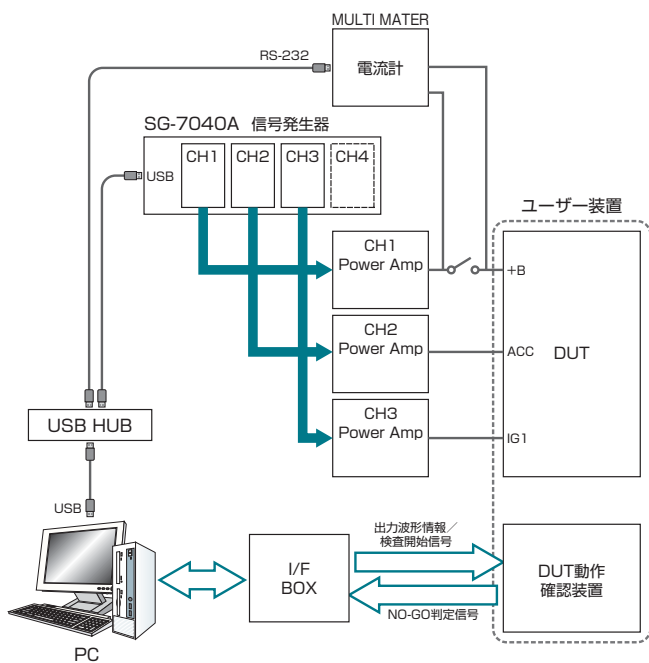 MULTI MATER
RS-232
電流計
SG-7040A 信号発生器
USB
CH1
CH2
CH3
CH4
ユーザー装置
CH1
Power Amp
+B
CH2
Power Amp
ACC
DUT
CH3
Power Amp
IG1
USB HUB
USB
出力波形情報／
検査開始信号
I/F
BOX
DUT動作
確認装置
NO-GO判定信号
PC